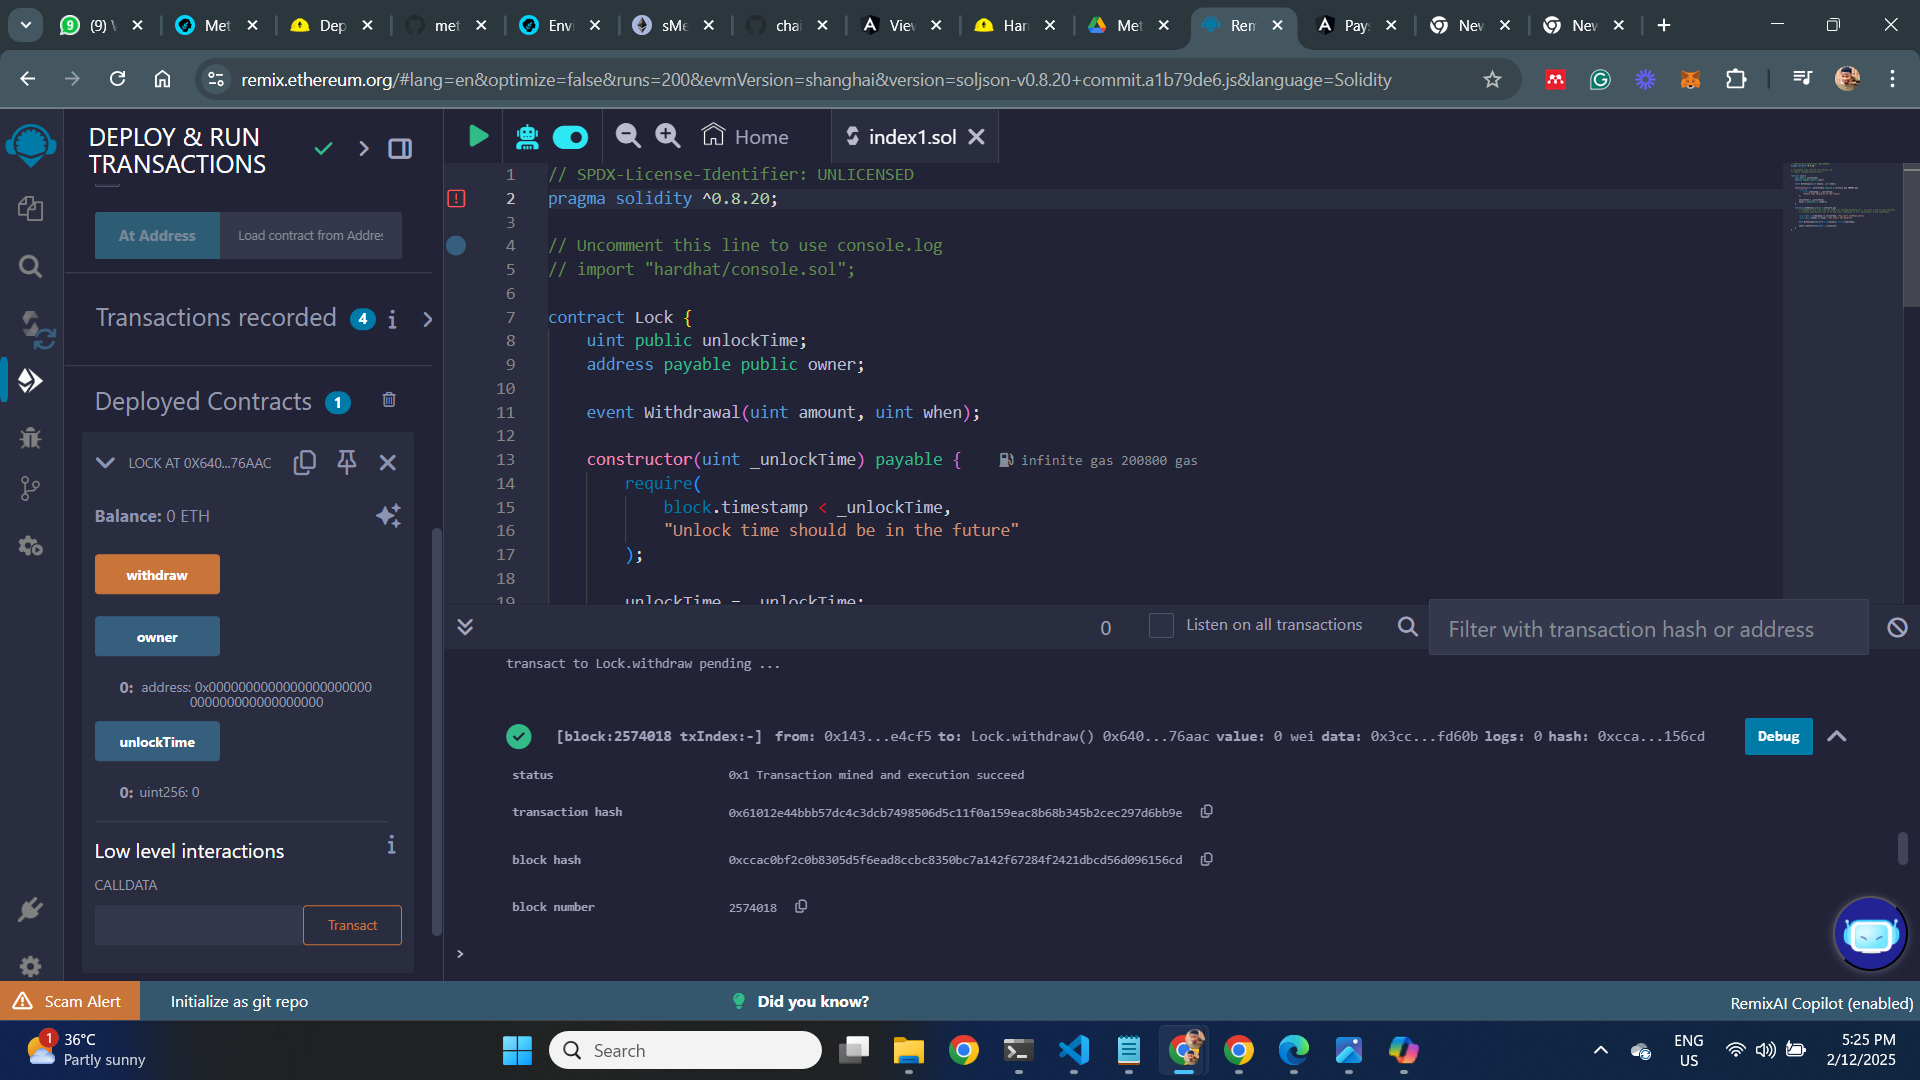 (9) W
Met
Dep
met
Envi
sMe
chai
Viev
Har
Met
Rem
Pay
Nev
Nev
remix.ethereum.org/#lang=en&optimize=false&runs=200&evmVersion=shanghai&version=soljson-v0.8.20+commit.a1b79de6.js&language=Solidity
DEPLOY & RUN
TRANSACTIONS
Home
index1.sol
At Address
Load contract from Addres
Transactions recorded 4 i
Deployed Contracts 1
LOCK AT 0X640...76AAC
Balance: 0 ETH
withdraw
owner
0: address: 0x0000000000000000000000
000000000000000000
unlockTime
0: uint256: 0
Low level interactions i
CALLDATA
Transact
1 // SPDX-License-Identifier: UNLICENSED
2 pragma solidity ^0.8.20;
3
4 // Uncomment this line to use console.log
5 // import "hardhat/console.sol";
6
7 contract Lock {
8 uint public unlockTime;
9 address payable public owner;
10
11 event Withdrawal(uint amount, uint when);
12
13 constructor(uint _unlockTime) payable { infinite gas 200800 gas
14 require(
15 block.timestamp < _unlockTime,
16 "Unlock time should be in the future"
17 );
18
19 unlockTime = _unlockTime;
0
Listen on all transactions
Filter with transaction hash or address
transact to Lock.withdraw pending ...
[block:2574018 txIndex:-] from: 0x143...e4cf5 to: Lock.withdraw() 0x640...76aac value: 0 wei data: 0x3cc...fd60b logs: 0 hash: 0xcca...156cd
Debug
status 0x1 Transaction mined and execution succeed
transaction hash 0x61012e44bbb57dc4c3dcb7498506d5c11f0a159eac8b68b345b2cec297d6bb9e
block hash 0xccac0bf2c0b8305d5f6ead8ccbc8350bc7a142f67284f2421dbcd56d096156cd
block number 2574018
>
Scam Alert
Initialize as git repo
Did you know?
RemixAI Copilot (enabled)
1
36°C
Partly sunny
Search
ENG
US
5:25 PM
2/12/2025